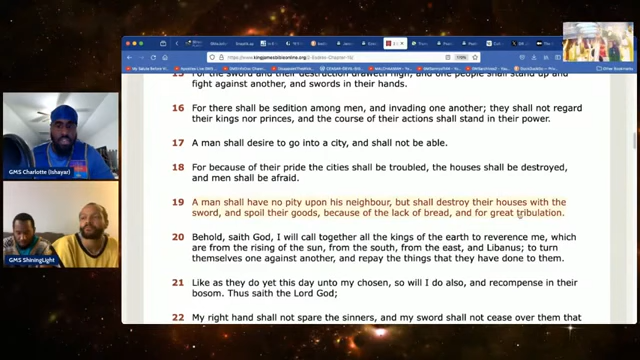 https://www.kingjamesbibleonline.org/2-Esdras-Chapter-15/
110%
Other Bookmarks
15 For the sword and their destruction draweth nigh, and one people shall stand up and
fight against another, and swords in their hands.
16 For there shall be sedition among men, and invading one another; they shall not regard
their kings nor princes, and the course of their actions shall stand in their power.
17 A man shall desire to go into a city, and shall not be able.
18 For because of their pride the cities shall be troubled, the houses shall be destroyed,
and men shall be afraid.
19 A man shall have no pity upon his neighbour, but shall destroy their houses with the
sword, and spoil their goods, because of the lack of bread, and for great tribulation.
20 Behold, saith God, I will call together all the kings of the earth to reverence me, which
are from the rising of the sun, from the south, from the east, and Libanus; to turn
themselves one against another, and repay the things that they have done to them.
21 Like as they do yet this day unto my chosen, so will I do also, and recompense in their
bosom. Thus saith the Lord God;
22 My right hand shall not spare the sinners, and my sword shall not cease over them that
GMS Charlotte (Ishayar)
GMS ShiningLight